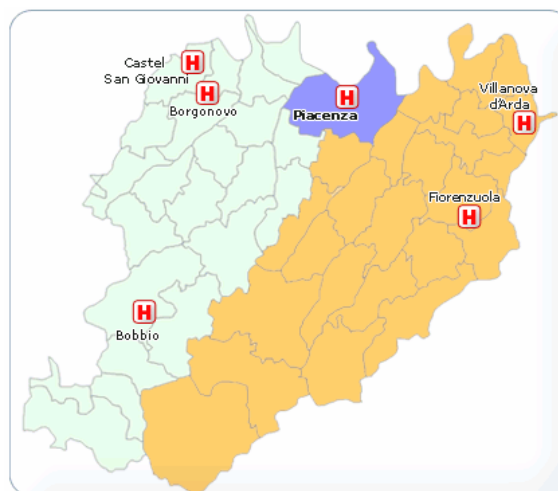 Castel
San Giovanni
H
H
Borgonovo
H
Piacenza
Villanova
d'Arda
H
Fiorenzuola
H
H
Bobbio